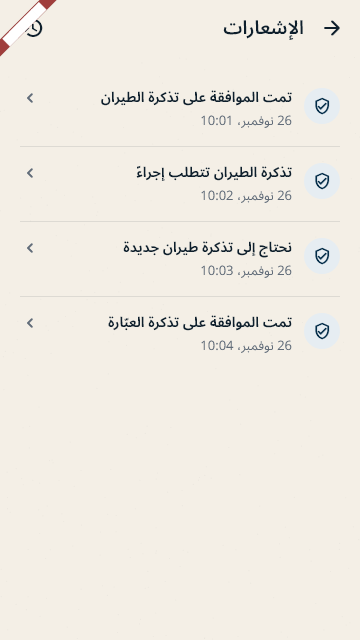 الإشعارات
تمت الموافقة على تذكرة الطيران
26 نوفمبر، 10:01
تذكرة الطيران تتطلب إجراءً
26 نوفمبر، 10:02
نحتاج إلى تذكرة طيران جديدة
26 نوفمبر، 10:03
تمت الموافقة على تذكرة العبّارة
26 نوفمبر، 10:04